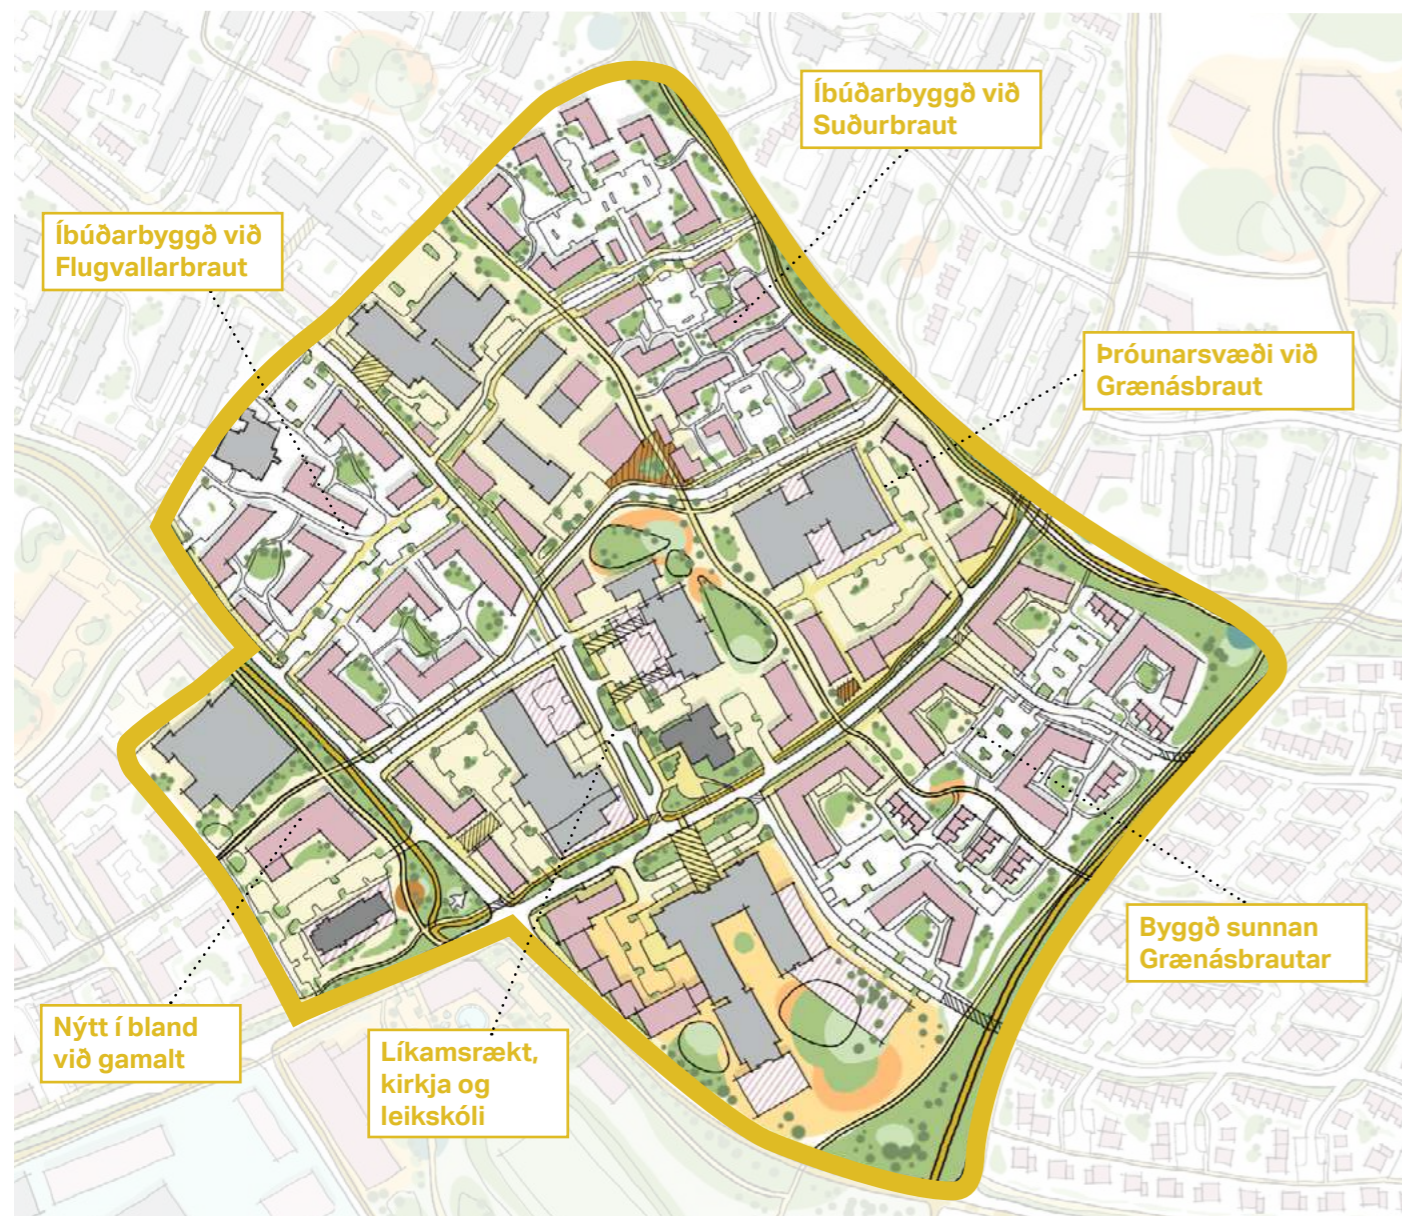 Íbúðarbyggð við
Suðurbraut
Íbúðarbyggð við
Flugvallarbraut
Þróunarsvæði við
Grænásbraut
Byggð sunnan
Grænásbrautar
Nýtt í bland
við gamalt
Líkamsrækt,
kirkja og
leikskóli